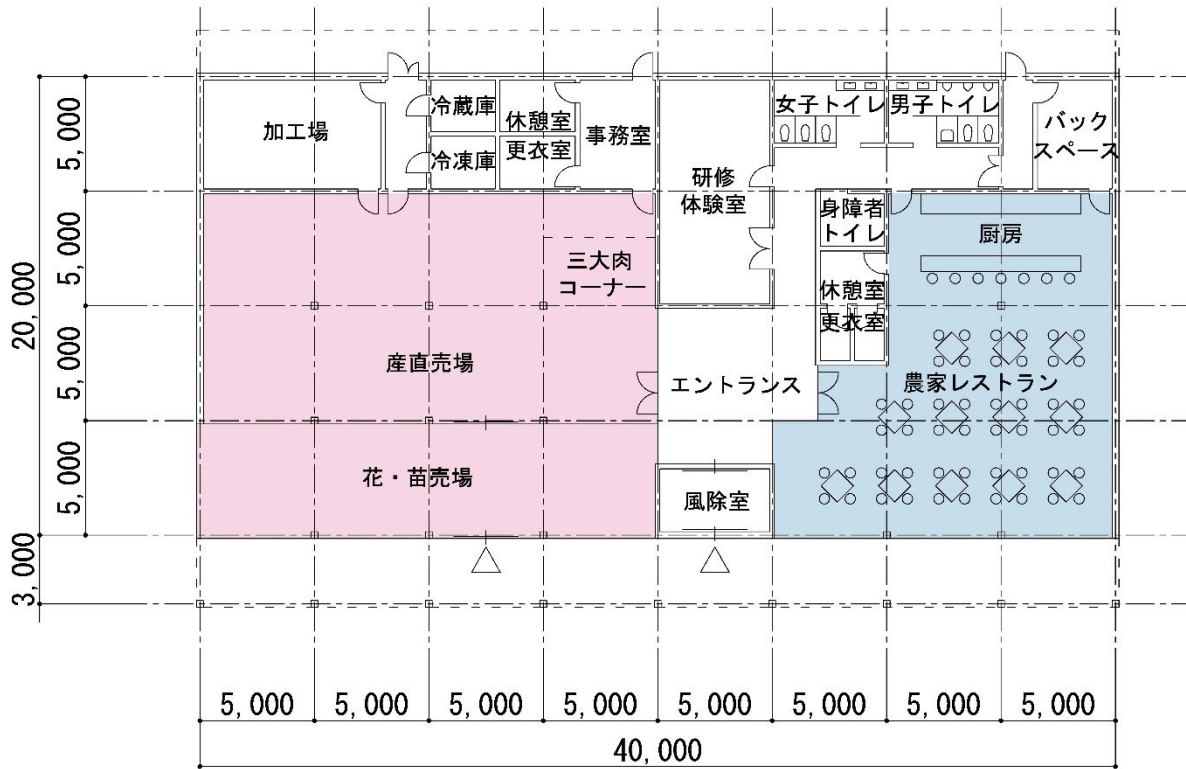 加工場
冷蔵庫
休憩室
事務室
冷凍庫
更衣室
研修
体験室
女子トイレ
男子トイレ
バック
スペース
身障者
トイレ
厨房
三大肉
コーナー
休憩室
更衣室
産直売場
エントランス
農家レストラン
花・苗売場
風除室
5,000
5,000
5,000
5,000
20,000
3,000
5,000
5,000
5,000
5,000
5,000
5,000
5,000
5,000
40,000